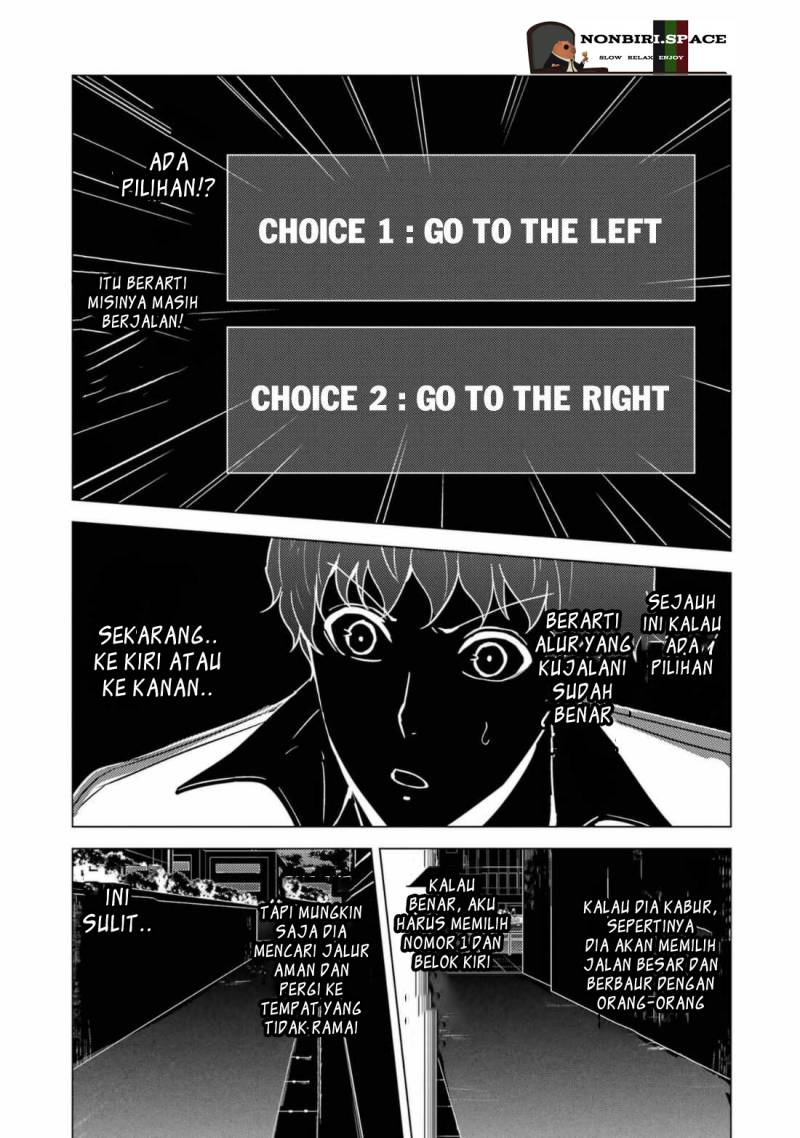 NONBIRI.SPACE
SLOW RELAX ENJOY
ADA
PILIHAN!?
CHOICE 1 : GO TO THE LEFT
ITU BERARTI
MISINYA MASIH
BERJALAN!
CHOICE 2 : GO TO THE RIGHT
SEJAUH
INI KALAU
ADA
PILIHAN
BERARTI
ALUR YANG
KUJALANI
SUDAH
BENAR
SEKARANG..
KE KIRI ATAU
KE KANAN..
KALAU DIA KABUR,
SEPERTINYA
DIA AKAN MEMILIH
JALAN BESAR DAN
BERBAUR DENGAN
ORANG-ORANG
KALAU
BENAR, AKU
HARUS MEMILIH
NOMOR 1 DAN
BELOK KIRI
TAPI MUNGKIN
SAJA DIA
MENCARI JALUR
AMAN DAN
PERGI KE
TEMPAT YANG
TIDAK RAMAI
INI
SULIT..